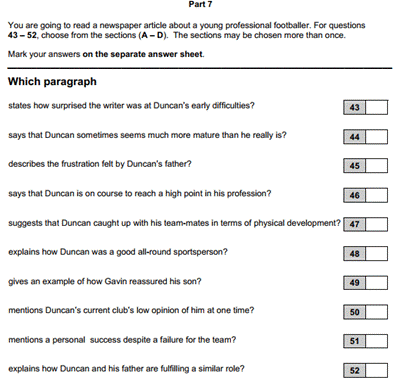 Part 7
You are going to read a newspaper article about a young professional footballer. For questions
43 – 52, choose from the sections (A – D). The sections may be chosen more than once.
Mark your answers on the separate answer sheet.
Which paragraph
states how surprised the writer was at Duncan's early difficulties? 43
says that Duncan sometimes seems much more mature than he really is? 44
describes the frustration felt by Duncan's father? 45
says that Duncan is on course to reach a high point in his profession? 46
suggests that Duncan caught up with his team-mates in terms of physical development? 47
explains how Duncan was a good all-round sportsperson? 48
gives an example of how Gavin reassured his son? 49
mentions Duncan's current club's low opinion of him at one time? 50
mentions a personal success despite a failure for the team? 51
explains how Duncan and his father are fulfilling a similar role? 52